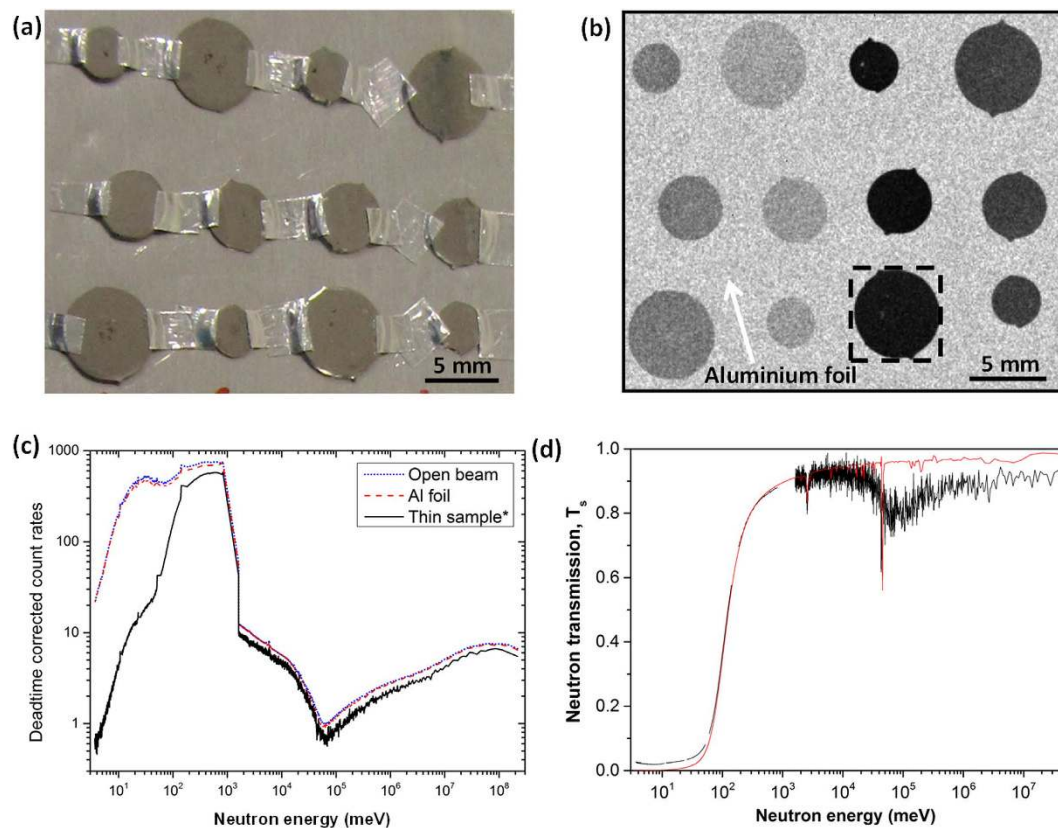 (a)
5 mm
(b)
Aluminium foil
5 mm
(c)
Deadtime corrected count rates
1000
100
10
1
Open beam
Al foil
Thin sample*
10¹ 10² 10³ 10⁴ 10⁵ 10⁶ 10⁷ 10⁸
Neutron energy (meV)
(d)
Neutron transmission, Tₛ
1.0
0.8
0.6
0.4
0.2
0.0
10¹ 10² 10³ 10⁴ 10⁵ 10⁶ 10⁷
Neutron energy (meV)